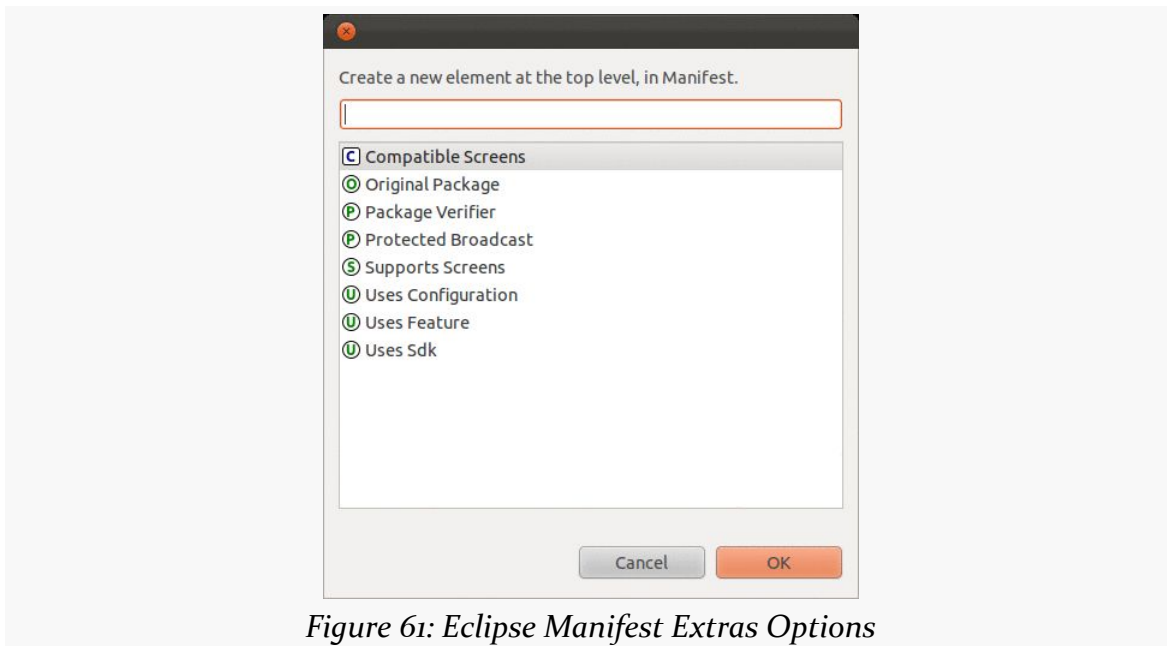 Create a new element at the top level, in Manifest.
C Compatible Screens
O Original Package
P Package Verifier
P Protected Broadcast
S Supports Screens
U Uses Configuration
U Uses Feature
U Uses Sdk
Cancel OK
Figure 61: Eclipse Manifest Extras Options